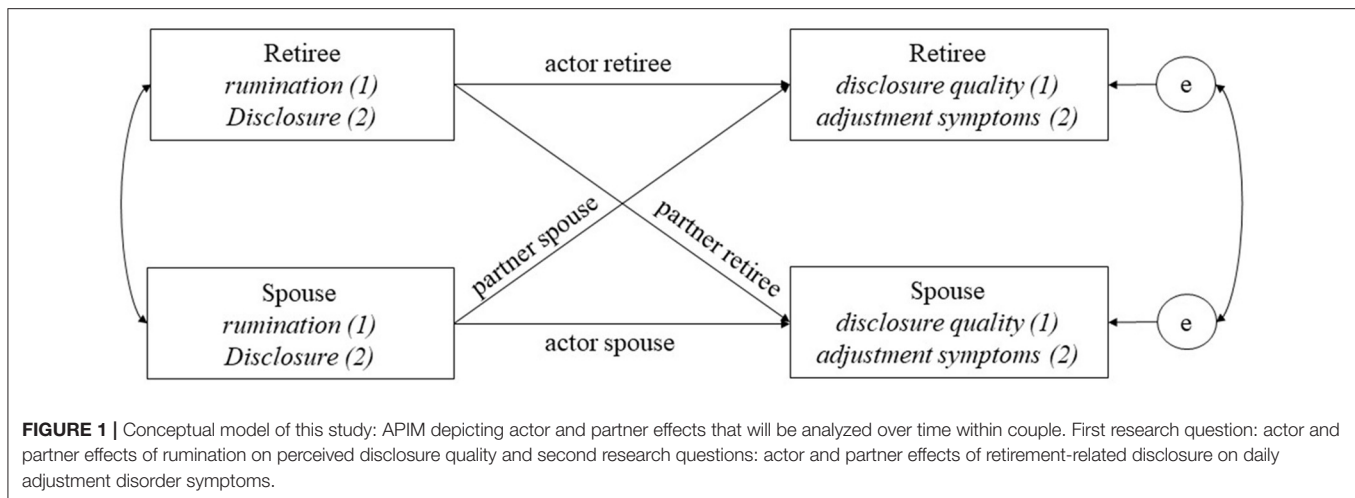 Retiree
rumination (1)
Disclosure (2)
actor retiree
Retiree
disclosure quality (1)
adjustment symptoms (2)
e
partner spouse
partner retiree
Spouse
rumination (1)
Disclosure (2)
actor spouse
Spouse
disclosure quality (1)
adjustment symptoms (2)
e
FIGURE 1 | Conceptual model of this study: APIM depicting actor and partner effects that will be analyzed over time within couple. First research question: actor and
partner effects of rumination on perceived disclosure quality and second research questions: actor and partner effects of retirement-related disclosure on daily
adjustment disorder symptoms.